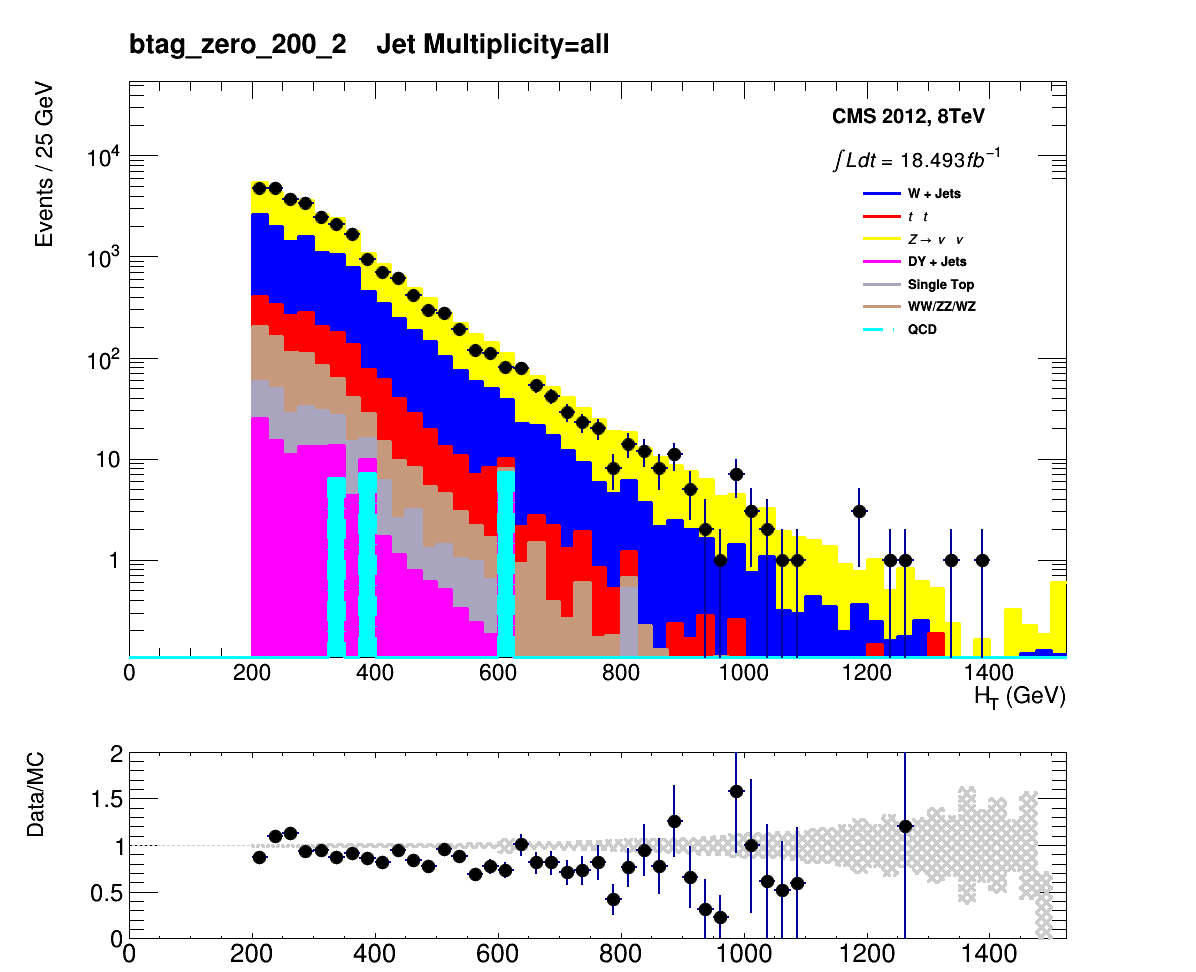 btag_zero_200_2 Jet Multiplicity=all
Events / 25 GeV
CMS 2012, 8TeV
∫Ldt = 18.493fb⁻¹
W + Jets
t t
Z→ ν ν
DY + Jets
Single Top
WW/ZZ/WZ
QCD
10⁴
10³
10²
10
1
0 200 400 600 800 1000 1200 1400
H_T (GeV)
Data/MC
2
1.5
1
0.5
0
0 200 400 600 800 1000 1200 1400